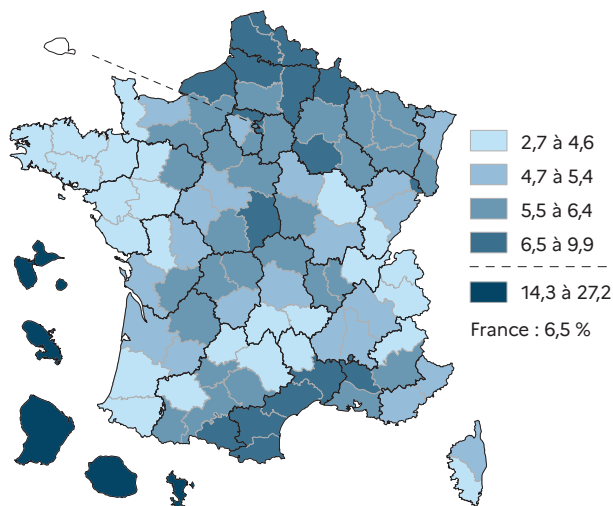 2,7 à 4,6
4,7 à 5,4
5,5 à 6,4
6,5 à 9,9
14,3 à 27,2
France : 6,5 %